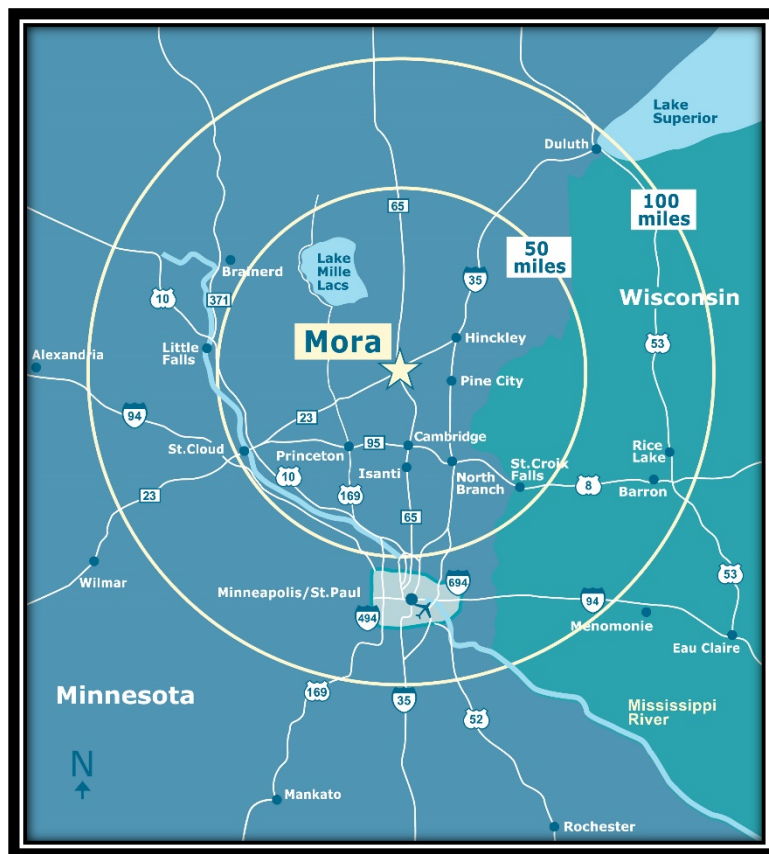 Lake
Superior
Duluth
65
100
miles
50
miles
Lake
Mille
Lacs
Brainerd
35
10
371
Wisconsin
Mora
Hinckley
53
Little
Falls
Alexandria
Pine City
94
23
St.Cloud
Princeton
95
Cambridge
Isanti
North
Branch
St.Croix
Falls
Rice
Lake
8
Barron
10
169
23
65
Wilmar
Minneapolis/St.Paul
694
494
94
53
Menomonie
Eau Claire
Minnesota
169
35
52
Mississippi
River
N
Mankato
Rochester